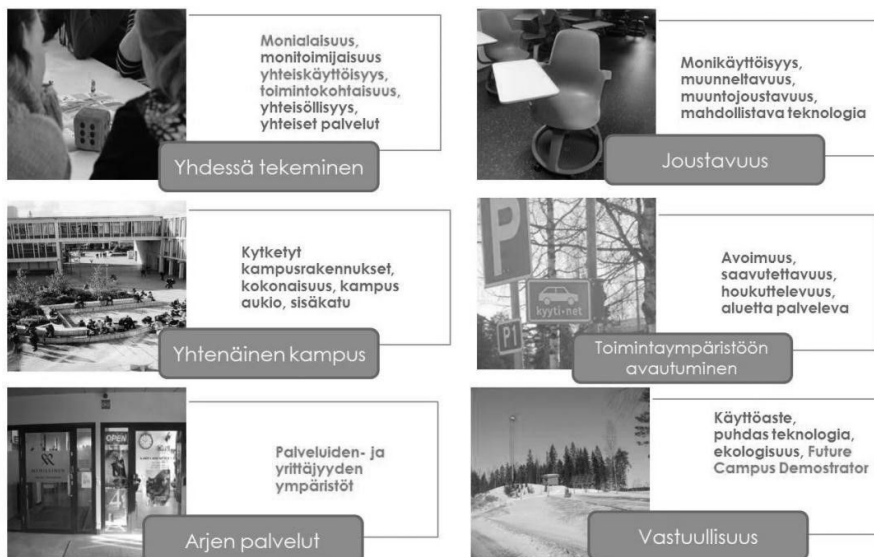 Monialaisuus,
monitoimijaisuus
yhteiskäyttöisyys,
toimintokohtaisuus,
yhteisöllisyys,
yhteiset palvelut
Yhdessä tekeminen
Monikäyttöisyys,
muunneltavuus,
muuntojoustavuus,
mahdollistava teknologia
Joustavuus
Kytketyt
kampusrakennukset,
kokonaisuus, kampus
aukio, sisäkatu
Yhtenäinen kampus
P
kyyti-net
P1
Avoimuus,
saavutettavuus,
houkuttelevuus,
aluetta palveleva
Toimintaympäristöön
avautuminen
OPEN
Palveluiden- ja
yrittäjyyden
ympäristöt
Arjen palvelut
Käyttöaste,
puhdas teknologia,
ekologisuus, Future
Campus Demostrator
Vastuullisuus